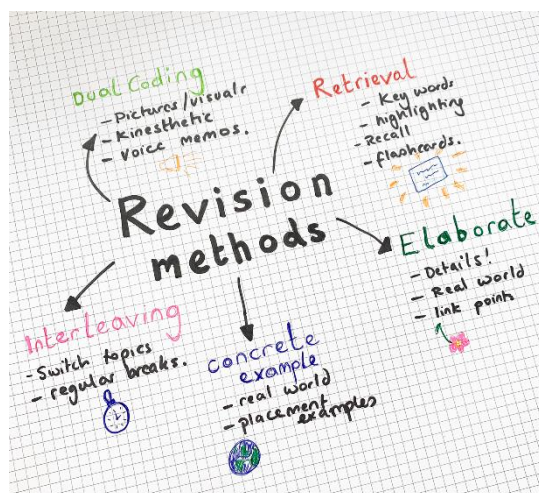 Dual Coding
- Pictures/visuals
- Kinesthetic
- Voice memos.
Retrieval
- Key words
- highlighting
- Recall
- flashcards.
Revision
methods
Elaborate
- Details!
- Real world
- link point
Interleaving
- Switch topics
- regular breaks.
concrete
example
- real world
- placement
examples